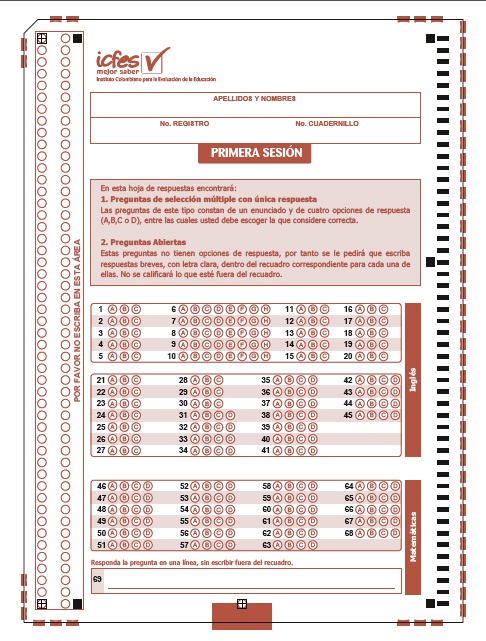 icfes
mejor saber
Instituto Colombiano para la Evaluación de la Educación
APELLIDOS Y NOMBRES
No. REGISTRO No. CUADERNILLO
PRIMERA SESIÓN
En esta hoja de respuestas encontrará:
1. Preguntas de selección múltiple con única respuesta
Las preguntas de este tipo constan de un enunciado y de cuatro opciones de respuesta
(A,B,C o D), entre las cuales usted debe escoger la que considere correcta.
2. Preguntas Abiertas
Estas preguntas no tienen opciones de respuesta, por tanto se le pedirá que escriba
respuestas breves, con letra clara, dentro del recuadro correspondiente para cada una de
ellas. No se calificará lo que esté fuera del recuadro.
POR FAVOR NO ESCRIBA EN ESTA ÁREA
1 A B C 6 A B C D E F G H 11 A B C 16 A B C
2 A B C 7 A B C D E F G H 12 A B C 17 A B C
3 A B C 8 A B C D E F G H 13 A B C 18 A B C
4 A B C 9 A B C D E F G H 14 A B C 19 A B C
5 A B C 10 A B C D E F G H 15 A B C 20 A B C
Inglés
21 A B C 28 A B C 35 A B C D 42 A B C D
22 A B C 29 A B C 36 A B C D 43 A B C D
23 A B C 30 A B C 37 A B C D 44 A B C D
24 A B C 31 A B C D 38 A B C D 45 A B C D
25 A B C 32 A B C D 39 A B C D
26 A B C 33 A B C D 40 A B C D
27 A B C 34 A B C D 41 A B C D
46 A B C D 52 A B C D 58 A B C D 64 A B C D
47 A B C D 53 A B C D 59 A B C D 65 A B C D
48 A B C D 54 A B C D 60 A B C D 66 A B C D
49 A B C D 55 A B C D 61 A B C D 67 A B C D
50 A B C D 56 A B C D 62 A B C D 68 A B C D
51 A B C D 57 A B C D 63 A B C D
Matemáticas
Responda la pregunta en una línea, sin escribir fuera del recuadro.
69